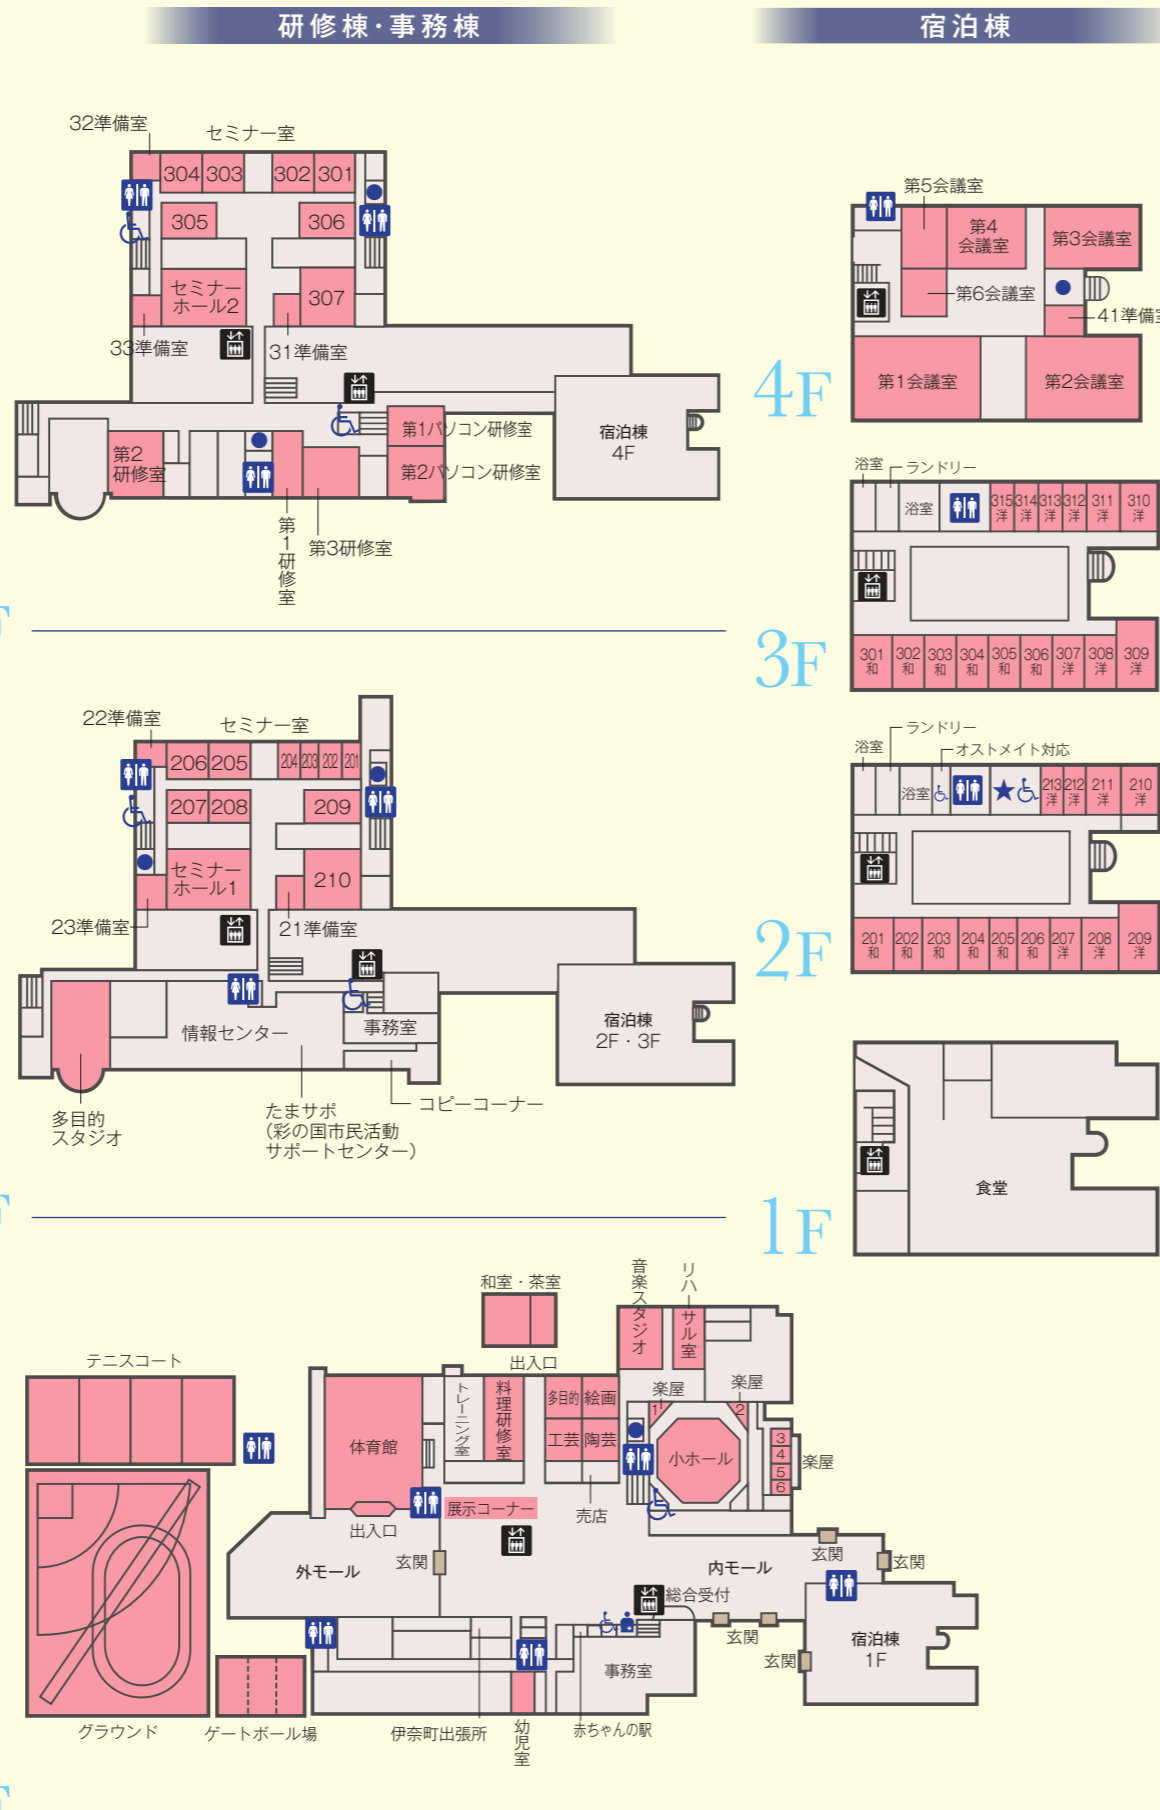 研修棟・事務棟
宿泊棟
32準備室
セミナー室
304
303
302
301
305
306
セミナー
ホール2
307
33準備室
31準備室
第1パソコン研修室
第2パソコン研修室
第2
研修室
第1研修室
第3研修室
宿泊棟
4F
第5会議室
第4
会議室
第3会議室
第6会議室
41準備室
第1会議室
第2会議室
4F
浴室
ランドリー
浴室
315
洋
314
洋
313
洋
312
洋
311
洋
310
洋
301
和
302
和
303
和
304
和
305
和
306
和
307
洋
308
洋
309
洋
3F
22準備室
セミナー室
206
205
204
203
202
201
207
208
209
セミナー
ホール1
210
23準備室
21準備室
情報センター
事務室
多目的
スタジオ
たまサポ
(彩の国市民活動
サポートセンター)
コピーコーナー
宿泊棟
2F・3F
浴室
ランドリー
オストメイト対応
浴室
213
洋
212
洋
211
洋
210
洋
201
和
202
和
203
和
204
和
205
和
206
和
207
洋
208
洋
209
洋
2F
食堂
1F
テニスコート
和室・茶室
出入口
音楽スタジオ
リハーサル室
体育館
トレーニング室
料理研修室
多目的
絵画
工芸
陶芸
楽屋
1
楽屋
2
小ホール
3
4
5
6
楽屋
展示コーナー
売店
出入口
外モール
玄関
内モール
玄関
玄関
総合受付
玄関
玄関
宿泊棟
1F
事務室
グラウンド
ゲートボール場
伊奈町出張所
幼児室
赤ちゃんの駅